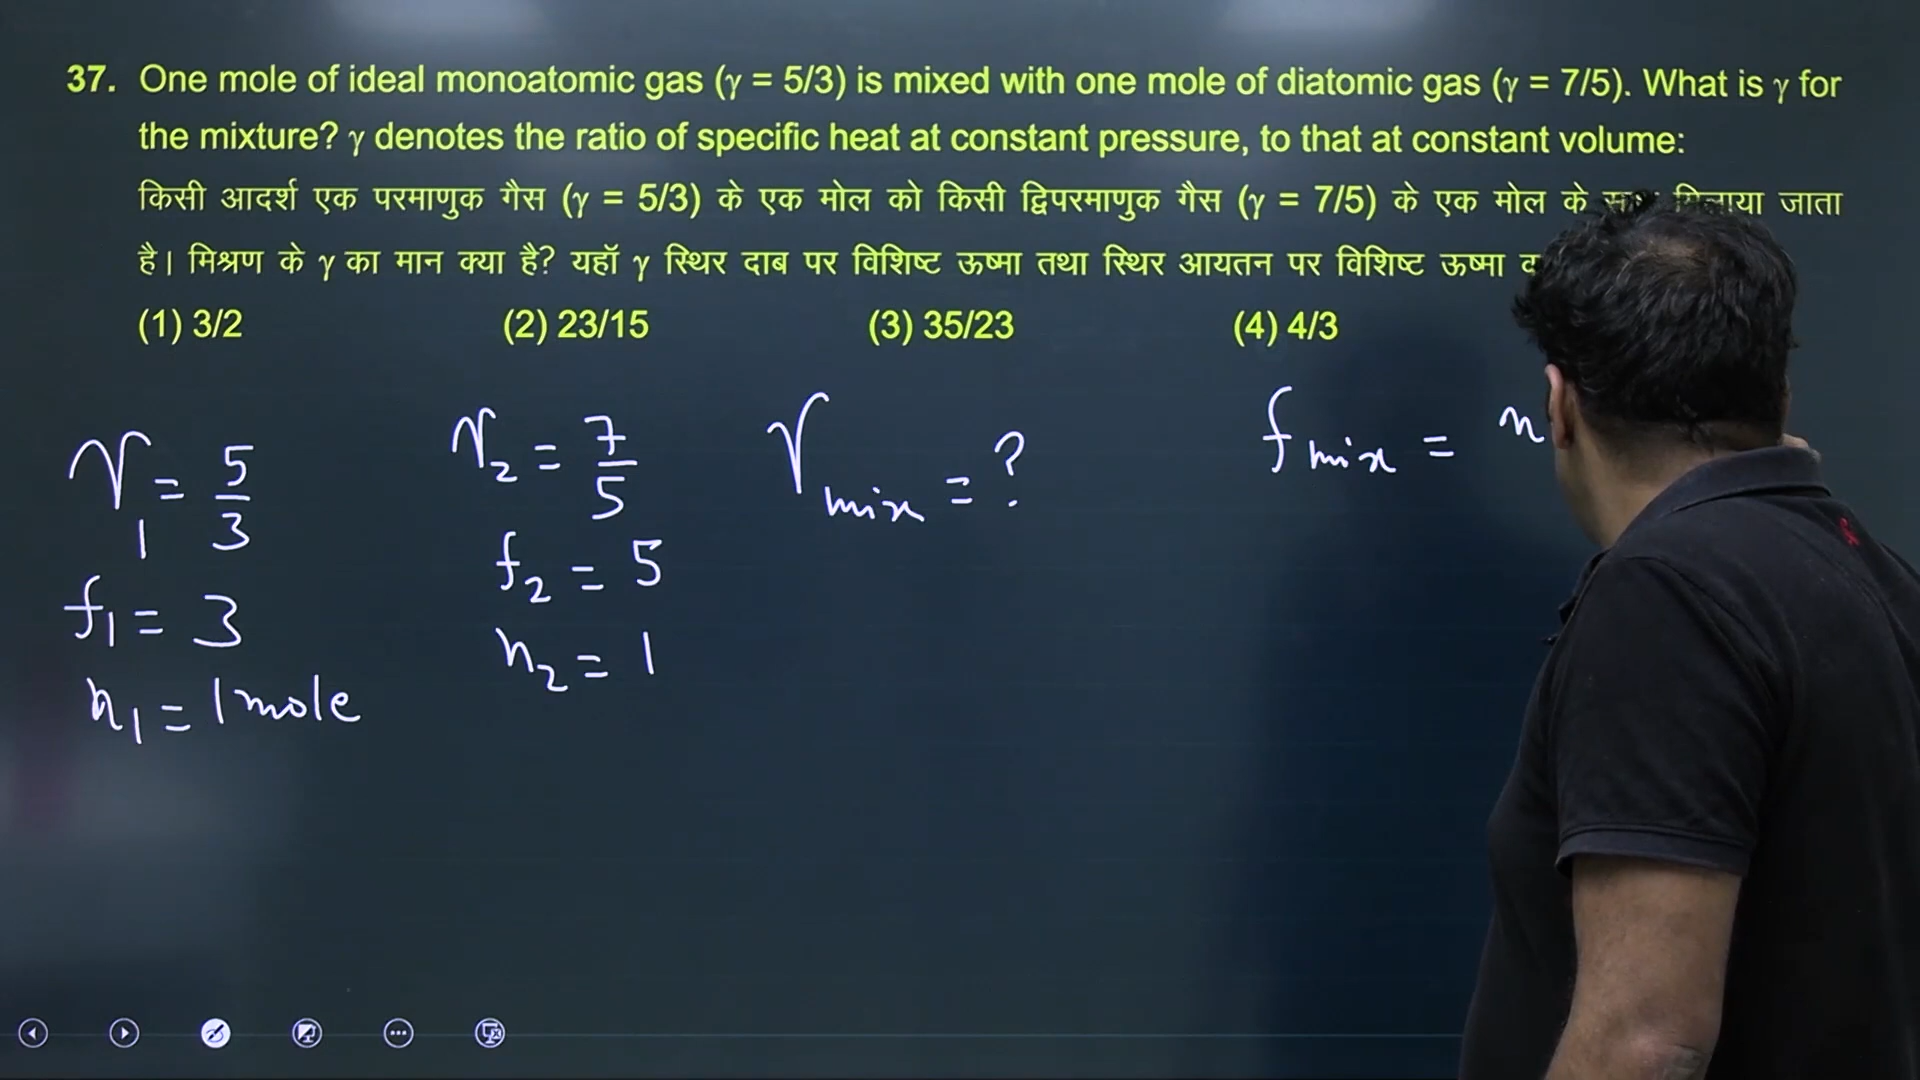 37. One mole of ideal monoatomic gas (γ = 5/3) is mixed with one mole of diatomic gas (γ = 7/5). What is γ for
the mixture? γ denotes the ratio of specific heat at constant pressure, to that at constant volume:
किसी आदर्श एक परमाणुक गैस (γ = 5/3) के एक मोल को किसी द्विपरमाणुक गैस (γ = 7/5) के एक मोल के मिलाया जाता
है। मिश्रण के γ का मान क्या है? यहॉ γ स्थिर दाब पर विशिष्ट ऊष्मा तथा स्थिर आयतन पर विशिष्ट ऊष्मा
(1) 3/2 (2) 23/15 (3) 35/23 (4) 4/3
γ1 = 5/3 γ2 = 7/5 γmix = ? fmix = n
f1 = 3 f2 = 5
n1 = 1 mole n2 = 1